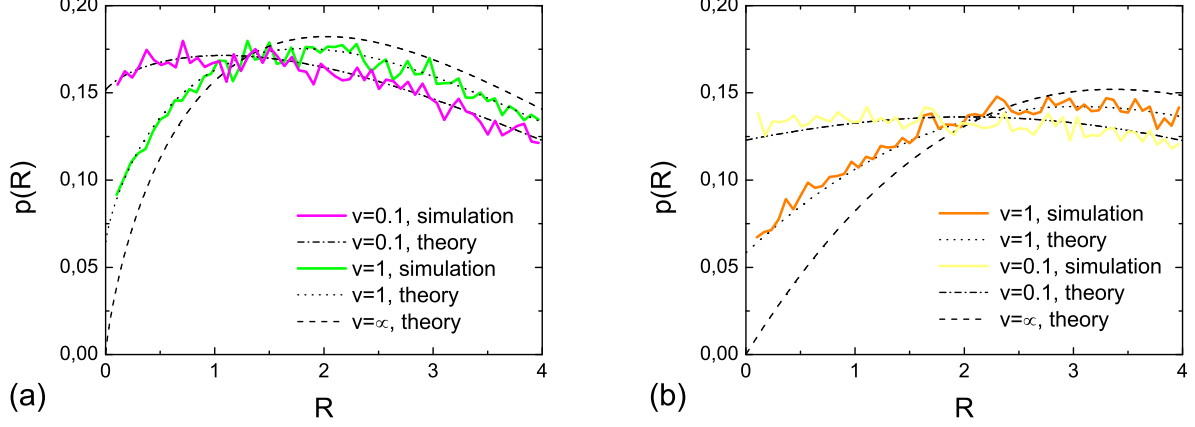 0,20
0,15
0,10
0,05
0,00
p(R)
v=0.1, simulation
v=0.1, theory
v=1, simulation
v=1, theory
v=∝, theory
0 1 2 3 4
R
(a)
0,20
0,15
0,10
0,05
0,00
p(R)
v=1, simulation
v=1, theory
v=0.1, simulation
v=0.1, theory
v=∝, theory
0 1 2 3 4
R
(b)